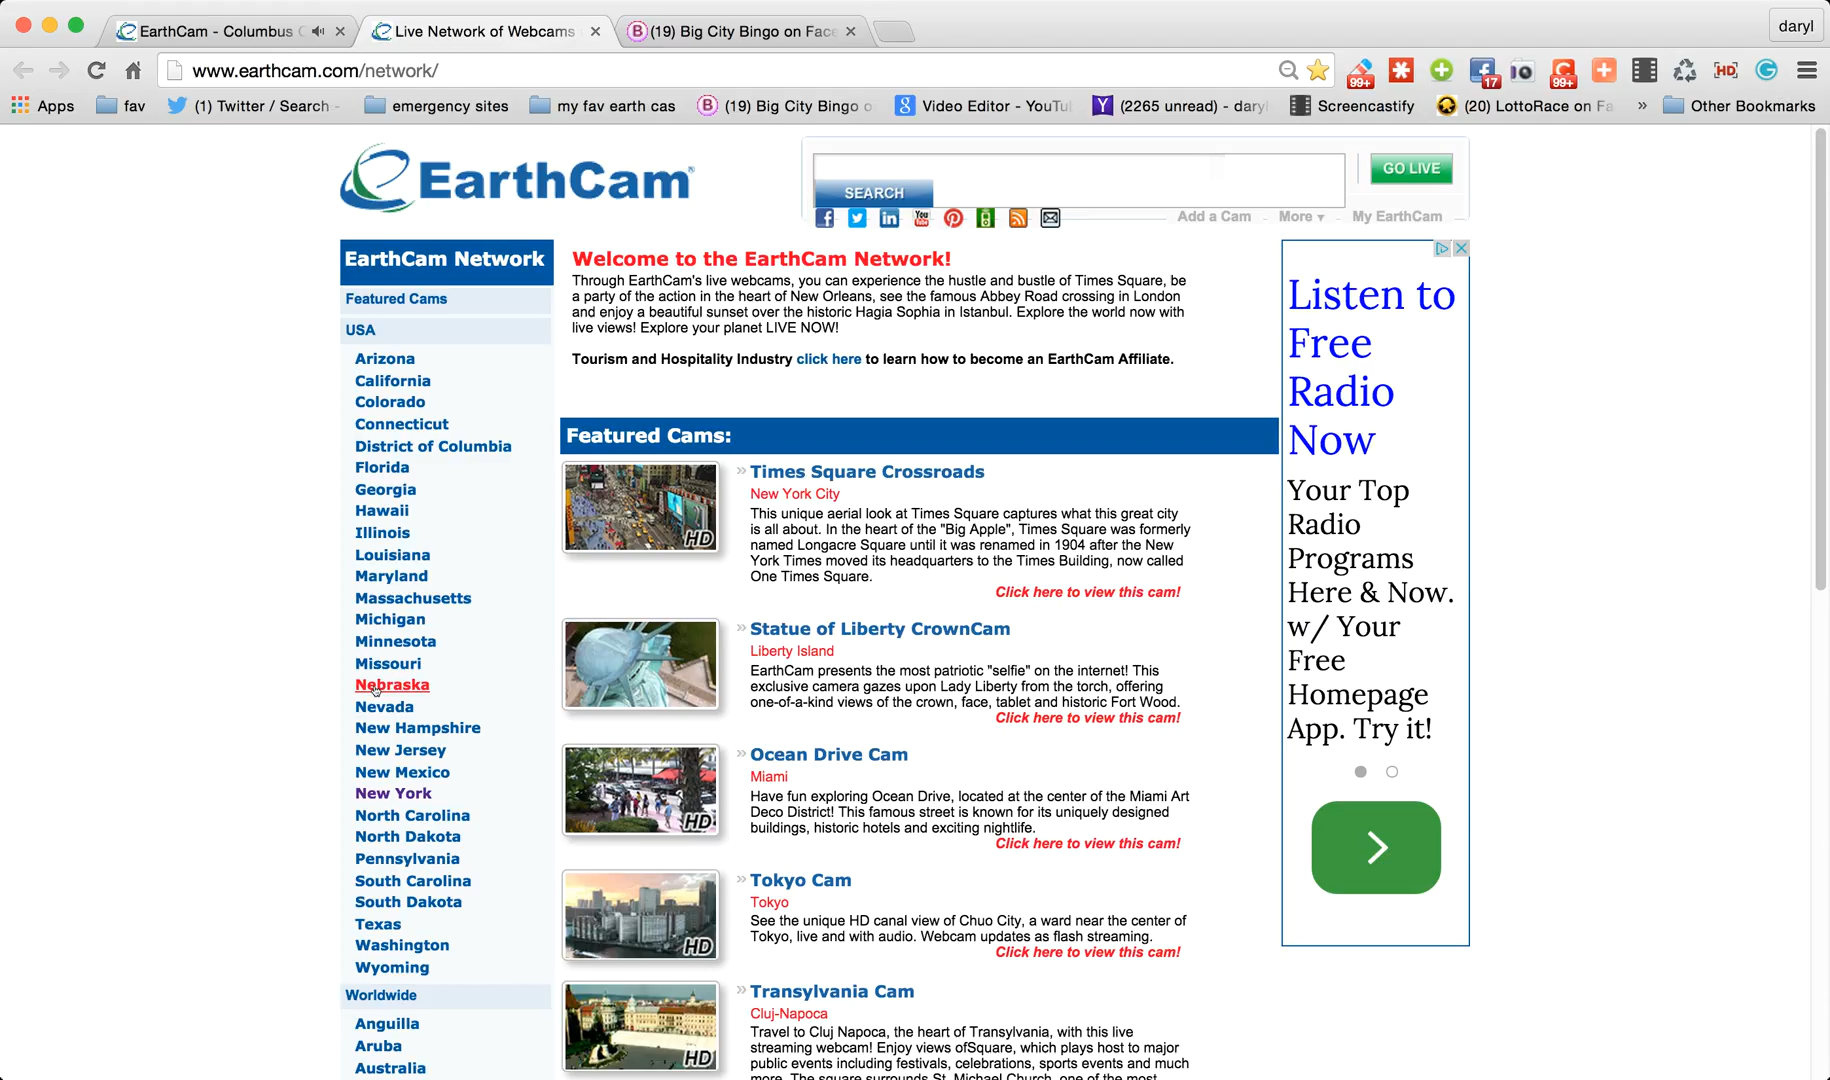 EarthCam - Columbus C
Live Network of Webcams
(19) Big City Bingo on Face
daryl
www.earthcam.com/network/
99+
17
99+
HD
Apps
fav
(1) Twitter / Search -
emergency sites
my fav earth cas
(19) Big City Bingo o
Video Editor - YouTu
(2265 unread) - daryl
Screencastify
(20) LottoRace on Fa
»
Other Bookmarks
EarthCam®
SEARCH
GO LIVE
Add a Cam
More
My EarthCam
EarthCam Network
Featured Cams
USA
Arizona
California
Colorado
Connecticut
District of Columbia
Florida
Georgia
Hawaii
Illinois
Louisiana
Maryland
Massachusetts
Michigan
Minnesota
Missouri
Nebraska
Nevada
New Hampshire
New Jersey
New Mexico
New York
North Carolina
North Dakota
Pennsylvania
South Carolina
South Dakota
Texas
Washington
Wyoming
Worldwide
Anguilla
Aruba
Australia
Welcome to the EarthCam Network!
Through EarthCam's live webcams, you can experience the hustle and bustle of Times Square, be
a party of the action in the heart of New Orleans, see the famous Abbey Road crossing in London
and enjoy a beautiful sunset over the historic Hagia Sophia in Istanbul. Explore the world now with
live views! Explore your planet LIVE NOW!
Tourism and Hospitality Industry click here to learn how to become an EarthCam Affiliate.
Featured Cams:
HD
» Times Square Crossroads
New York City
This unique aerial look at Times Square captures what this great city
is all about. In the heart of the "Big Apple", Times Square was formerly
named Longacre Square until it was renamed in 1904 after the New
York Times moved its headquarters to the Times Building, now called
One Times Square.
Click here to view this cam!
» Statue of Liberty CrownCam
Liberty Island
EarthCam presents the most patriotic "selfie" on the internet! This
exclusive camera gazes upon Lady Liberty from the torch, offering
one-of-a-kind views of the crown, face, tablet and historic Fort Wood.
Click here to view this cam!
HD
» Ocean Drive Cam
Miami
Have fun exploring Ocean Drive, located at the center of the Miami Art
Deco District! This famous street is known for its uniquely designed
buildings, historic hotels and exciting nightlife.
Click here to view this cam!
HD
» Tokyo Cam
Tokyo
See the unique HD canal view of Chuo City, a ward near the center of
Tokyo, live and with audio. Webcam updates as flash streaming.
Click here to view this cam!
HD
» Transylvania Cam
Cluj-Napoca
Travel to Cluj Napoca, the heart of Transylvania, with this live
streaming webcam! Enjoy views ofSquare, which plays host to major
public events including festivals, celebrations, sports events and much
more. The square surrounds St. Michael Church, one of the most
Listen to
Free
Radio
Now
Your Top
Radio
Programs
Here & Now.
w/ Your
Free
Homepage
App. Try it!